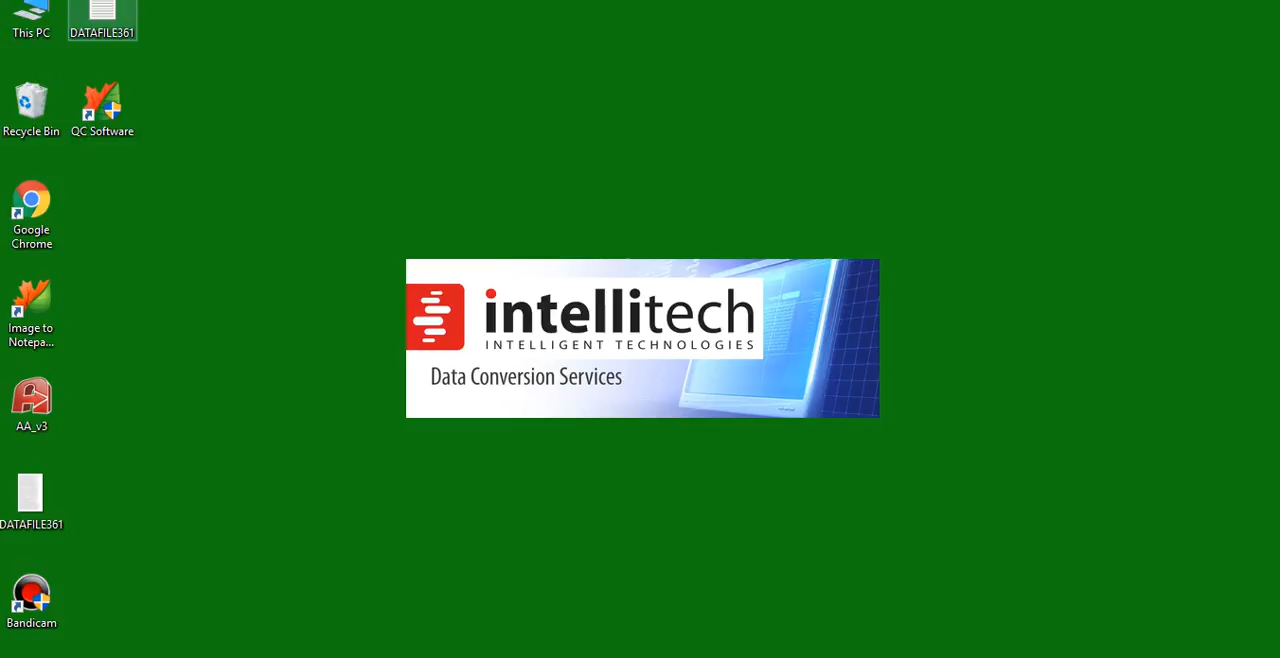 This PC
DATAFILE361
Recycle Bin
QC Software
Google
Chrome
Image to
Notepa...
AA_v3
DATAFILE361
Bandicam
intellitech
INTELLIGENT TECHNOLOGIES
Data Conversion Services